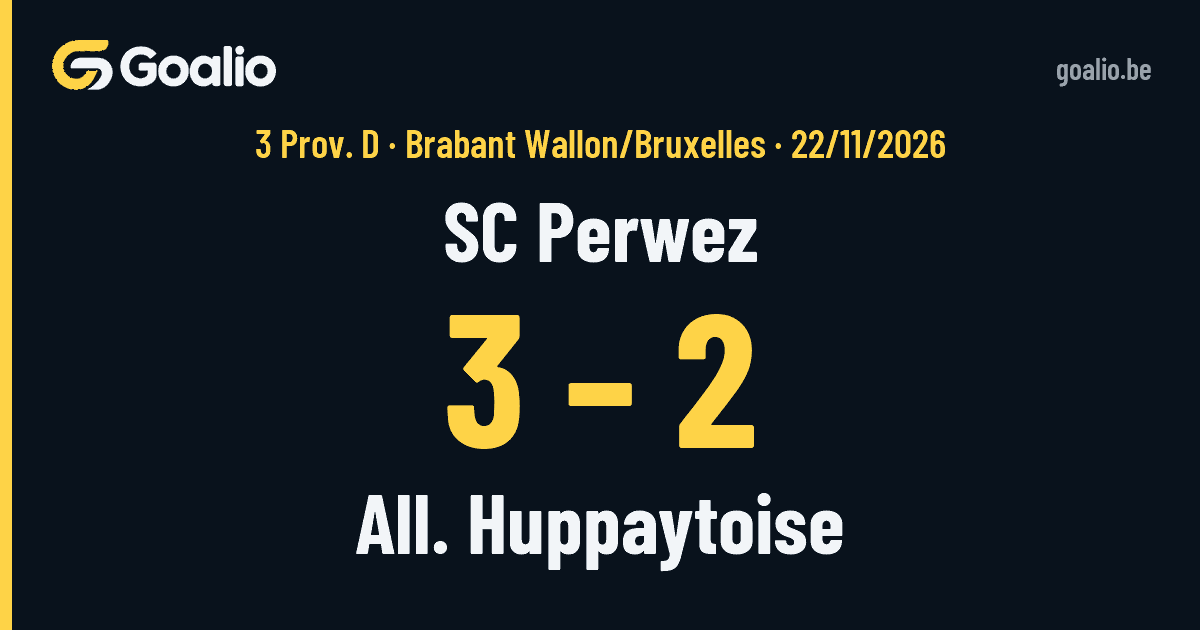 Goalio
goalio.be
3 Prov. D · Brabant Wallon/Bruxelles · 22/11/2026
SC Perwez
3 – 2
All. Huppaytoise